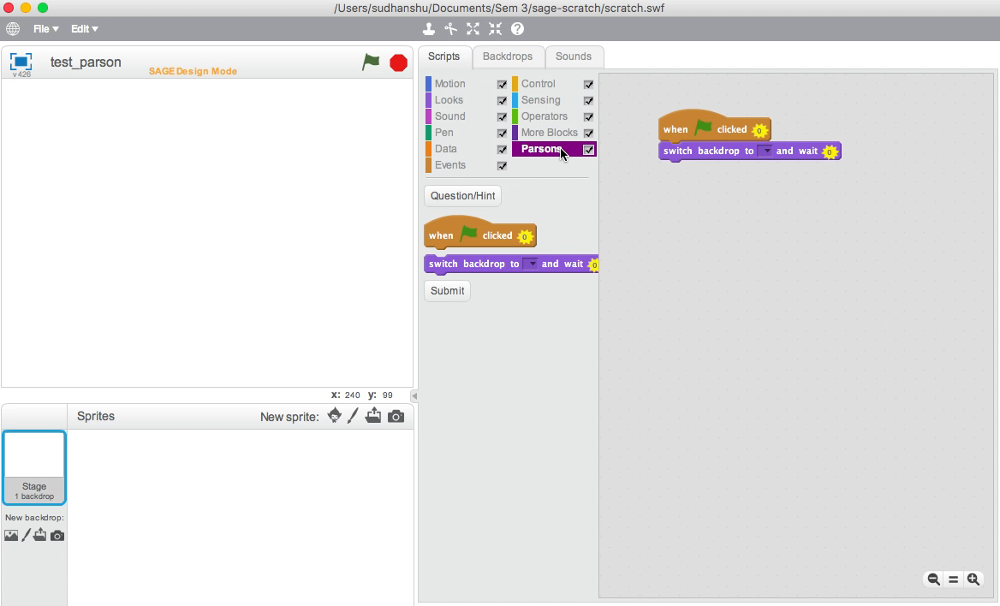 /Users/sudhanshu/Documents/Sem 3/sage-scratch/scratch.swf
File Edit
test_parson
SAGE Design Mode
v426
Scripts Backdrops Sounds
Motion Control
Looks Sensing
Sound Operators
Pen More Blocks
Data Parsons
Events
Question/Hint
when clicked 0
switch backdrop to and wait 0
Submit
when clicked 0
switch backdrop to and wait 0
x: 240 y: 99
Sprites New sprite:
Stage
1 backdrop
New backdrop: